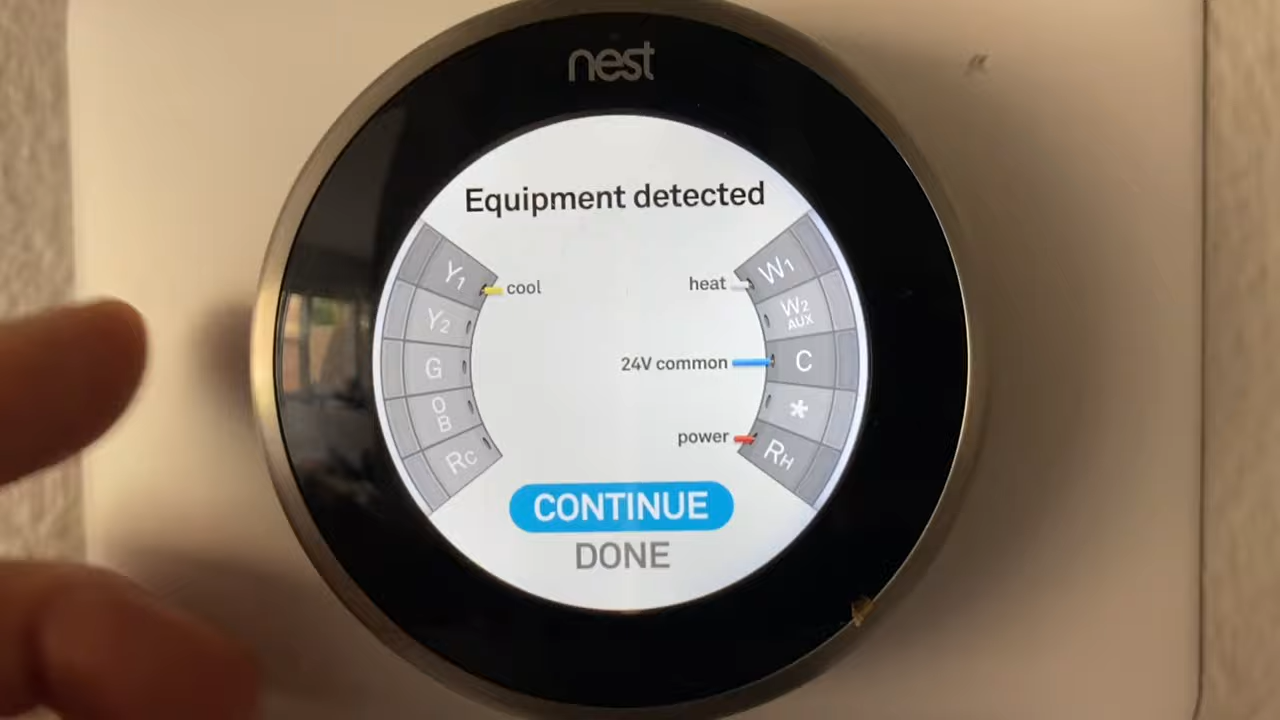 nest
Equipment detected
Y1
cool
Y2
G
O
B
RC
heat
W1
W2
AUX
24V common
C
*
power
RH
CONTINUE
DONE